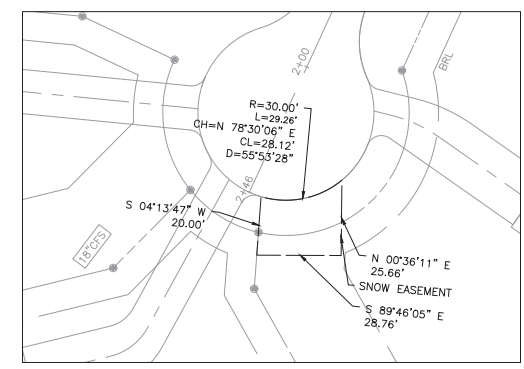 2+00
BRL
R=30.00'
L=29.26'
CH=N 78°30'06" E
CL=28.12'
D=55°53'28"
2+46
S 04°13'47" W
20.00'
18"CFS
N 00°36'11" E
25.66'
SNOW EASEMENT
S 89°46'05" E
28.76'